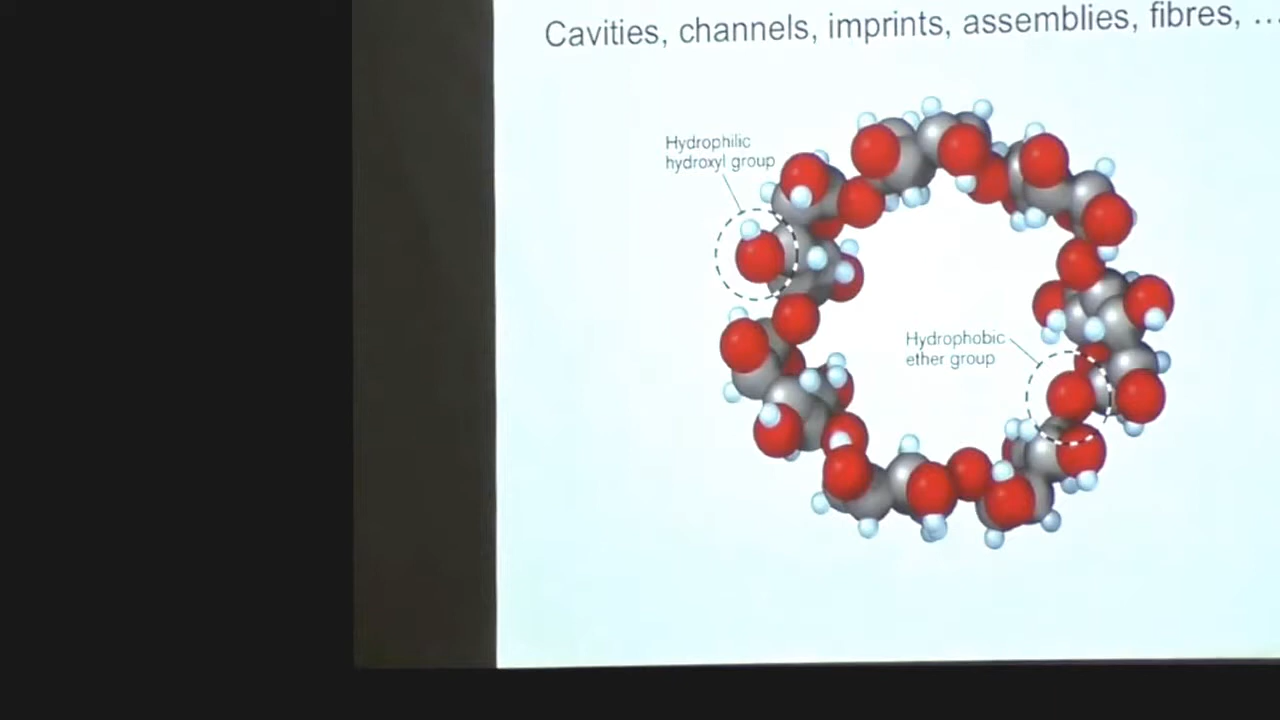 Cavities, channels, imprints, assemblies, fibres, ...
Hydrophilic
hydroxyl group
Hydrophobic
ether group